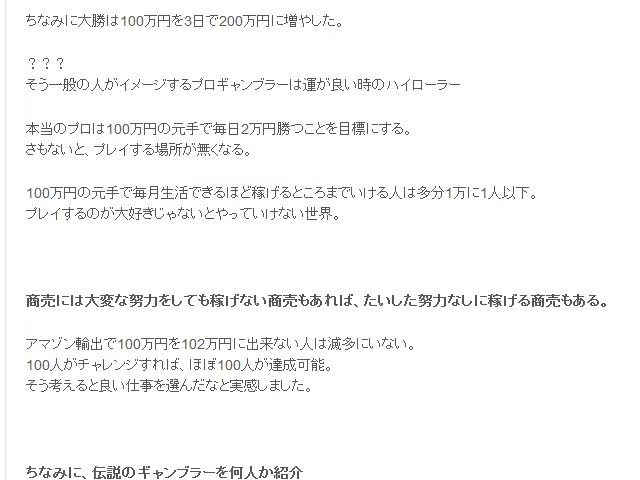 ちなみに大勝は100万円を3日で200万円に増やした。
？？？
そう一般の人がイメージするプロギャンブラーは運が良い時のハイローラー
本当のプロは100万円の元手で毎日2万円勝つことを目標にする。
さもないと、プレイする場所が無くなる。
100万円の元手で毎月生活できるほど稼げるところまでいける人は多分1万に1人以下。
プレイするのが大好きじゃないとやっていけない世界。
商売には大変な努力をしても稼げない商売もあれば、たいした努力なしに稼げる商売もある。
アマゾン輸出で100万円を102万円に出来ない人は滅多にいない。
100人がチャレンジすれば、ほぼ100人が達成可能。
そう考えると良い仕事を選んだなと実感しました。
ちなみに、伝説のギャンブラーを何人か紹介